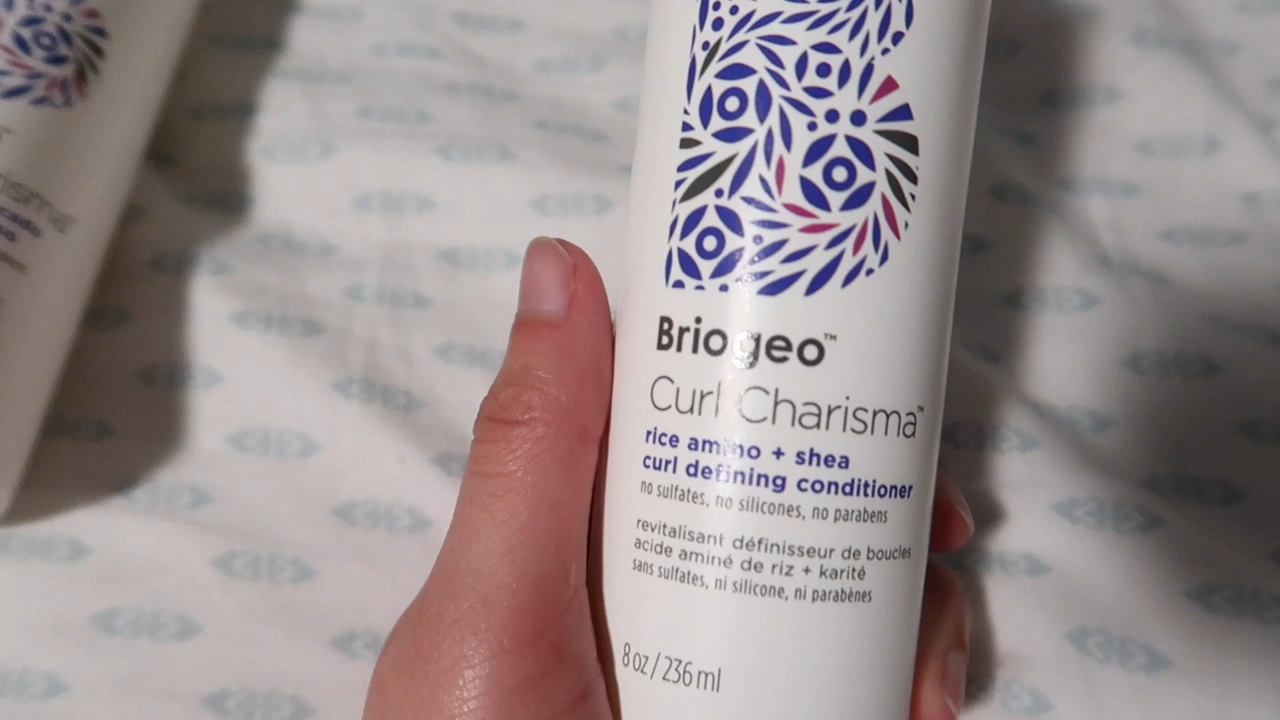 Briogeo™
Curl Charisma™
rice amino + shea
curl defining conditioner
no sulfates, no silicones, no parabens
revitalisant définisseur de boucles
acide aminé de riz + karité
sans sulfates, ni silicone, ni parabènes
8 oz / 236 ml